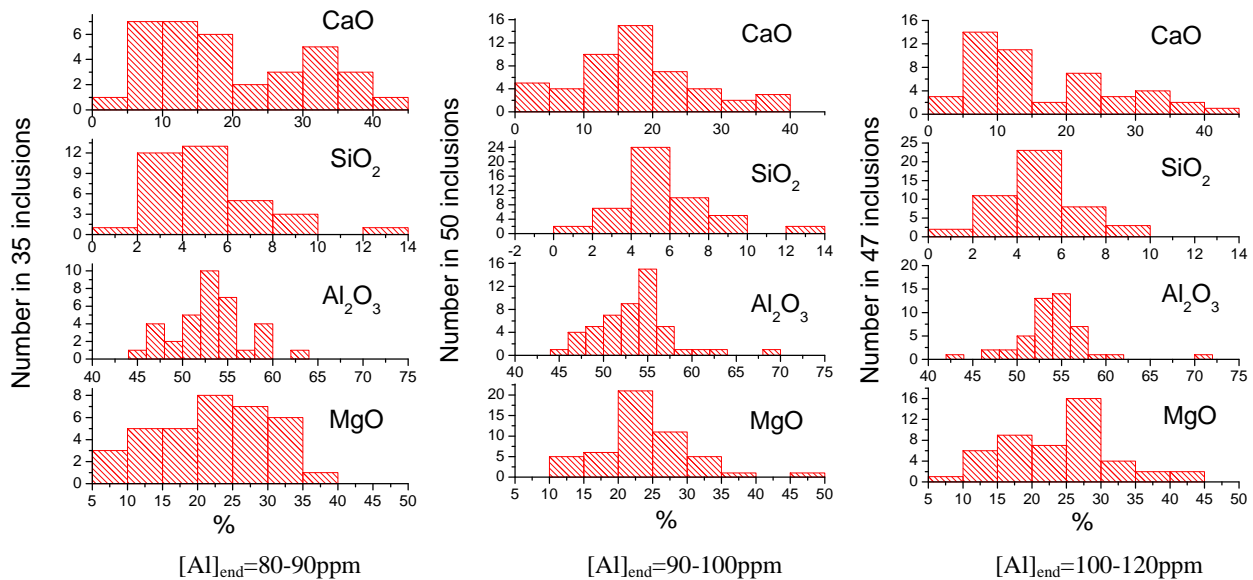 Number in 35 inclusions
CaO
6
4
2
0
0 10 20 30 40
SiO2
12
9
6
3
0
0 2 4 6 8 10 12 14
Al2O3
10
8
6
4
2
0
40 45 50 55 60 65 70 75
MgO
8
6
4
2
0
5 10 15 20 25 30 35 40 45 50
%
[Al]end=80-90ppm
Number in 50 inclusions
CaO
16
12
8
4
0
0 10 20 30 40
SiO2
28
24
20
16
12
8
4
0
-2 0 2 4 6 8 10 12 14
Al2O3
15
12
9
6
3
0
40 45 50 55 60 65 70 75
MgO
20
15
10
5
0
5 10 15 20 25 30 35 40 45 50
%
[Al]end=90-100ppm
Number in 47 inclusions
CaO
16
12
8
4
0
0 10 20 30 40
SiO2
25
20
15
10
5
0
0 2 4 6 8 10 12 14
Al2O3
20
15
10
5
0
40 45 50 55 60 65 70 75
MgO
16
12
8
4
0
5 10 15 20 25 30 35 40 45 50
%
[Al]end=100-120ppm